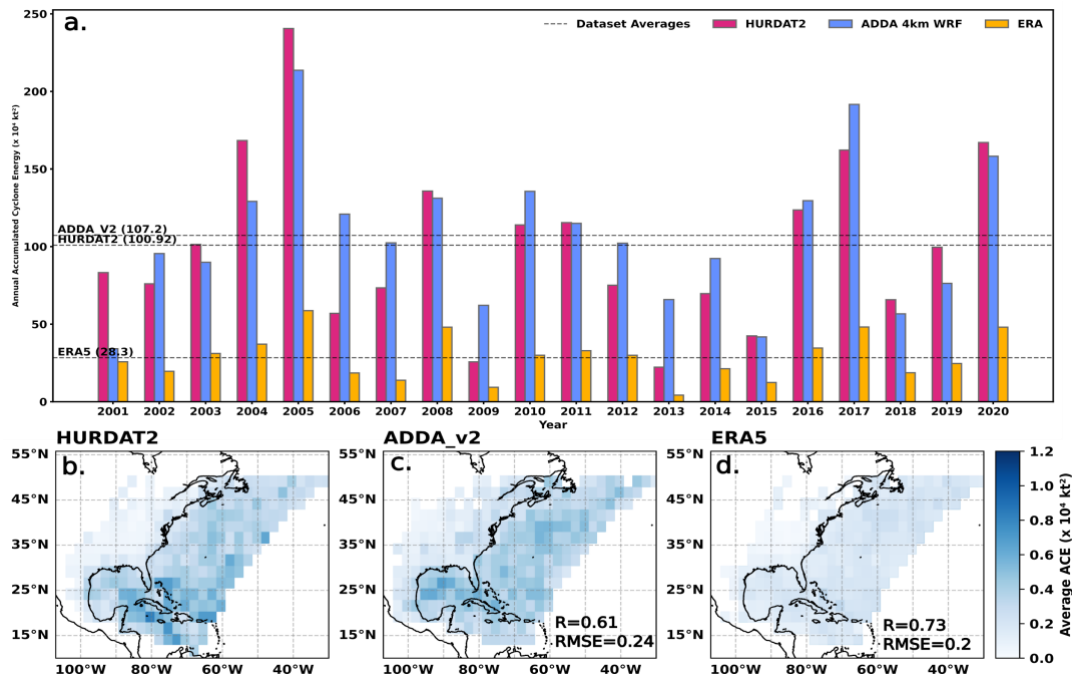 a.
Dataset Averages HURDAT2 ADDA 4km WRF ERA
Annual Accumulated Cyclone Energy (x 10⁴ kt²)
250
200
150
100
50
0
ADDA_V2 (107.2)
HURDAT2 (100.92)
ERA5 (28.3)
2001 2002 2003 2004 2005 2006 2007 2008 2009 2010 2011 2012 2013 2014 2015 2016 2017 2018 2019 2020
Year
HURDAT2 ADDA_v2 ERA5
b. c. d.
55°N 55°N 55°N
45°N 45°N 45°N
35°N 35°N 35°N
25°N 25°N 25°N
15°N 15°N 15°N
R=0.61
RMSE=0.24
R=0.73
RMSE=0.2
100°W 80°W 60°W 40°W 100°W 80°W 60°W 40°W 100°W 80°W 60°W 40°W
1.2
1.0
0.8
0.6
0.4
0.2
0.0
Average ACE (x 10⁴ kt²)